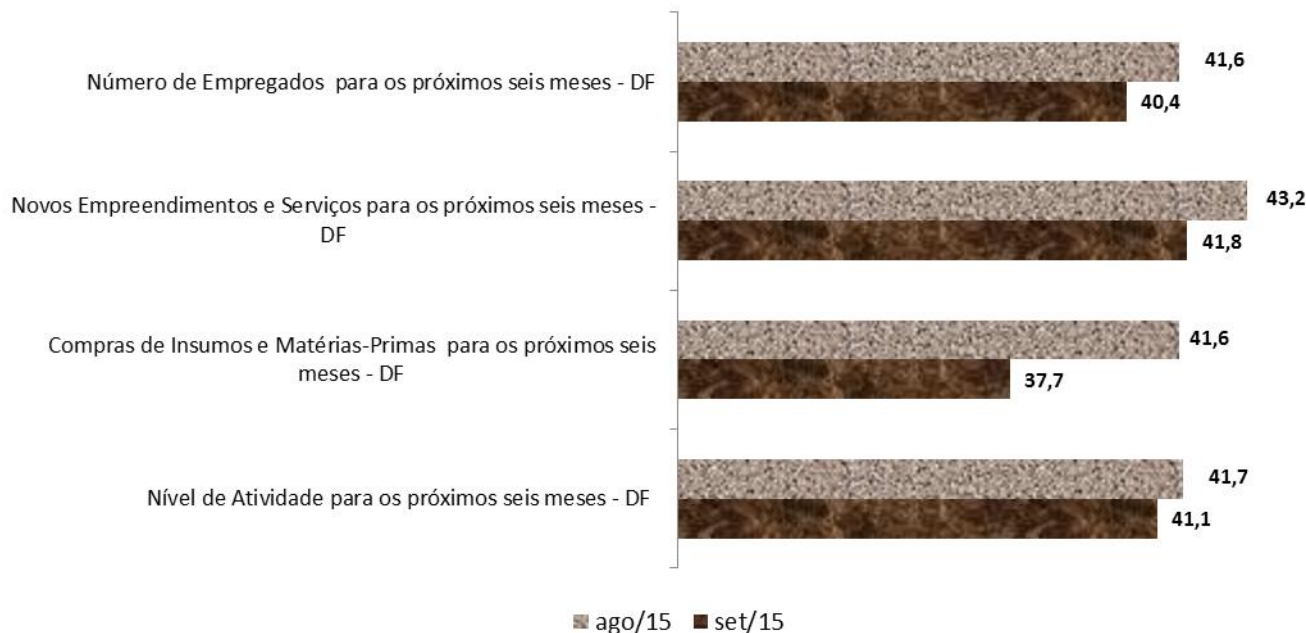 Número de Empregados para os próximos seis meses - DF
41,6
40,4
Novos Empreendimentos e Serviços para os próximos seis meses -
DF
43,2
41,8
Compras de Insumos e Matérias-Primas para os próximos seis
meses - DF
41,6
37,7
Nível de Atividade para os próximos seis meses - DF
41,7
41,1
ago/15 set/15